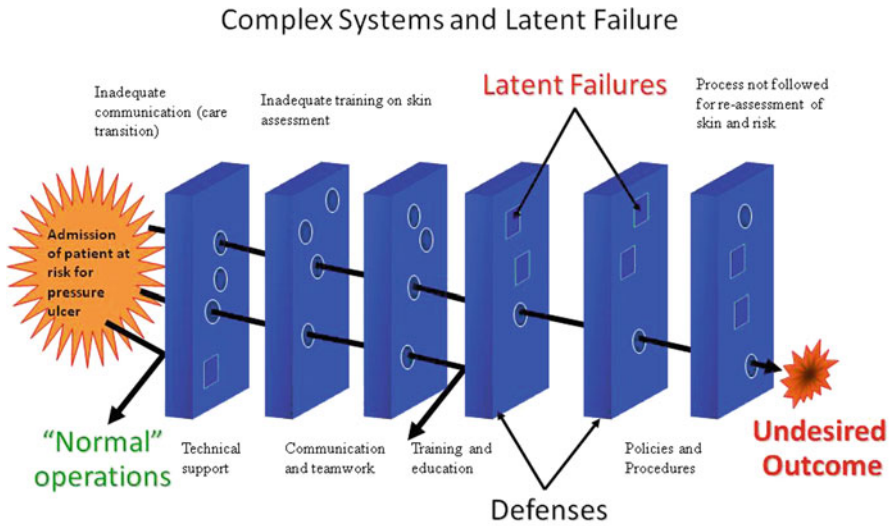 Complex Systems and Latent Failure
Inadequate
communication (care
transition)
Inadequate training on skin
assessment
Latent Failures
Process not followed
for re-assessment of
skin and risk
Admission
of patient at
risk for
pressure
ulcer
“Normal”
operations
Technical
support
Communication
and teamwork
Training and
education
Defenses
Policies and
Procedures
Undesired
Outcome